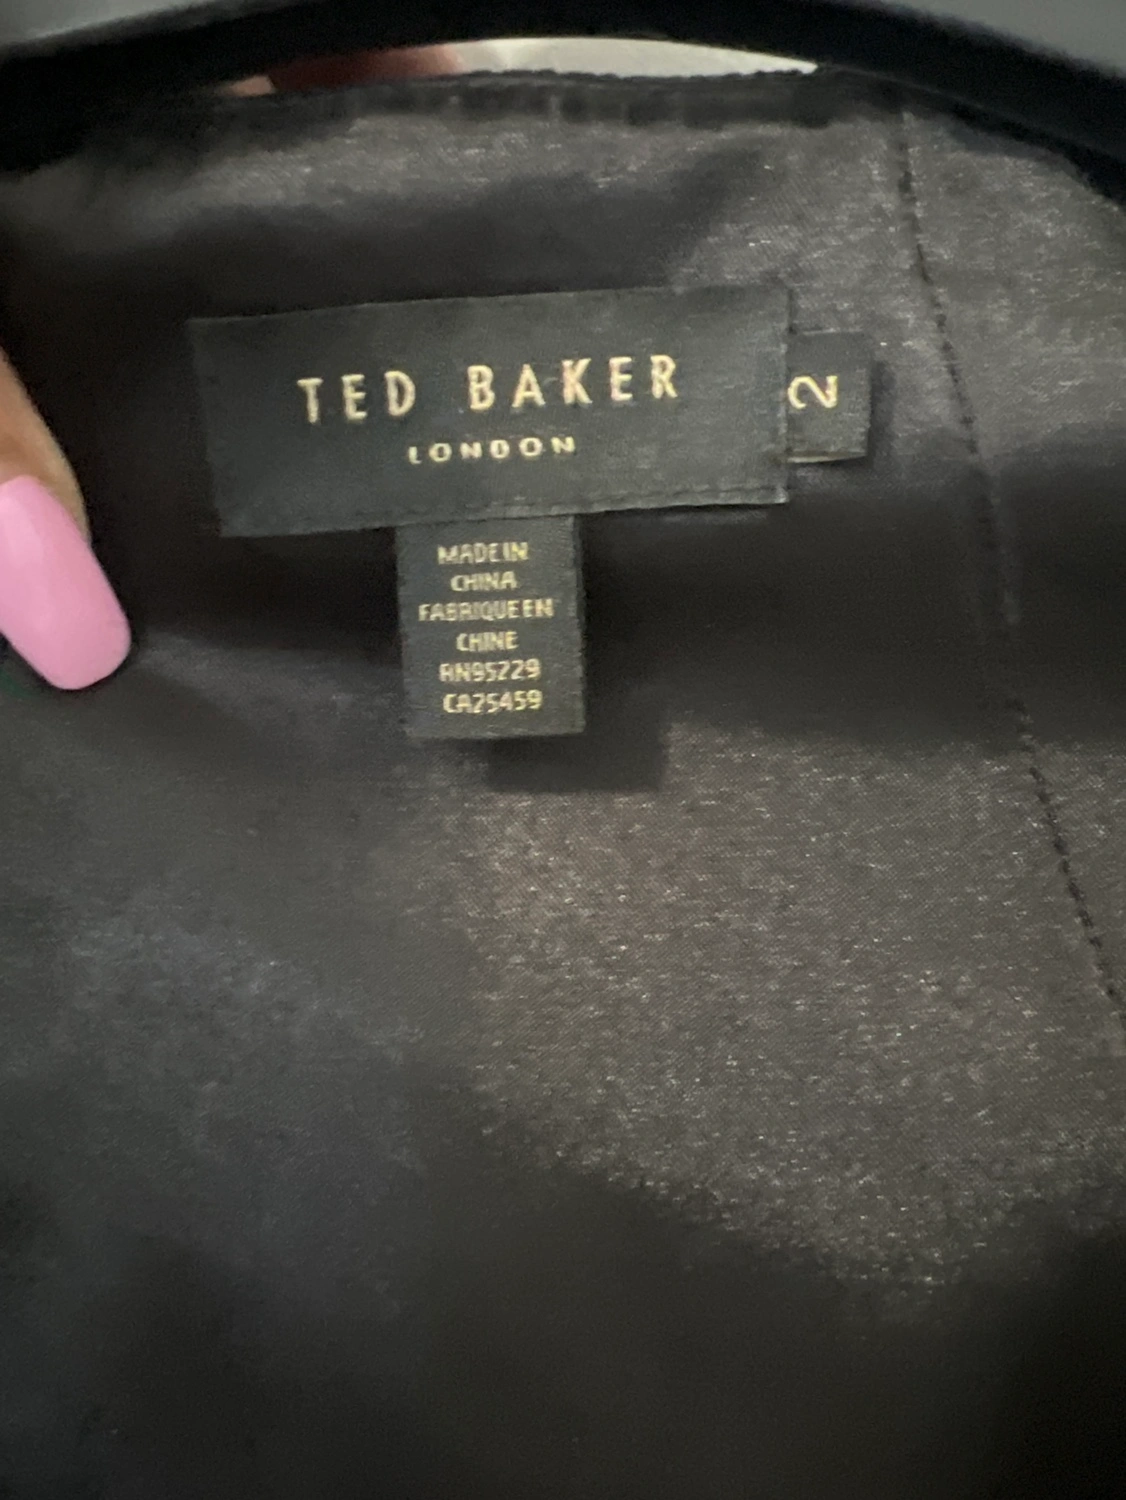 TED BAKER
LONDON
2
MADE IN
CHINA
FABRIQUE EN
CHINE
RN95229
CA25459